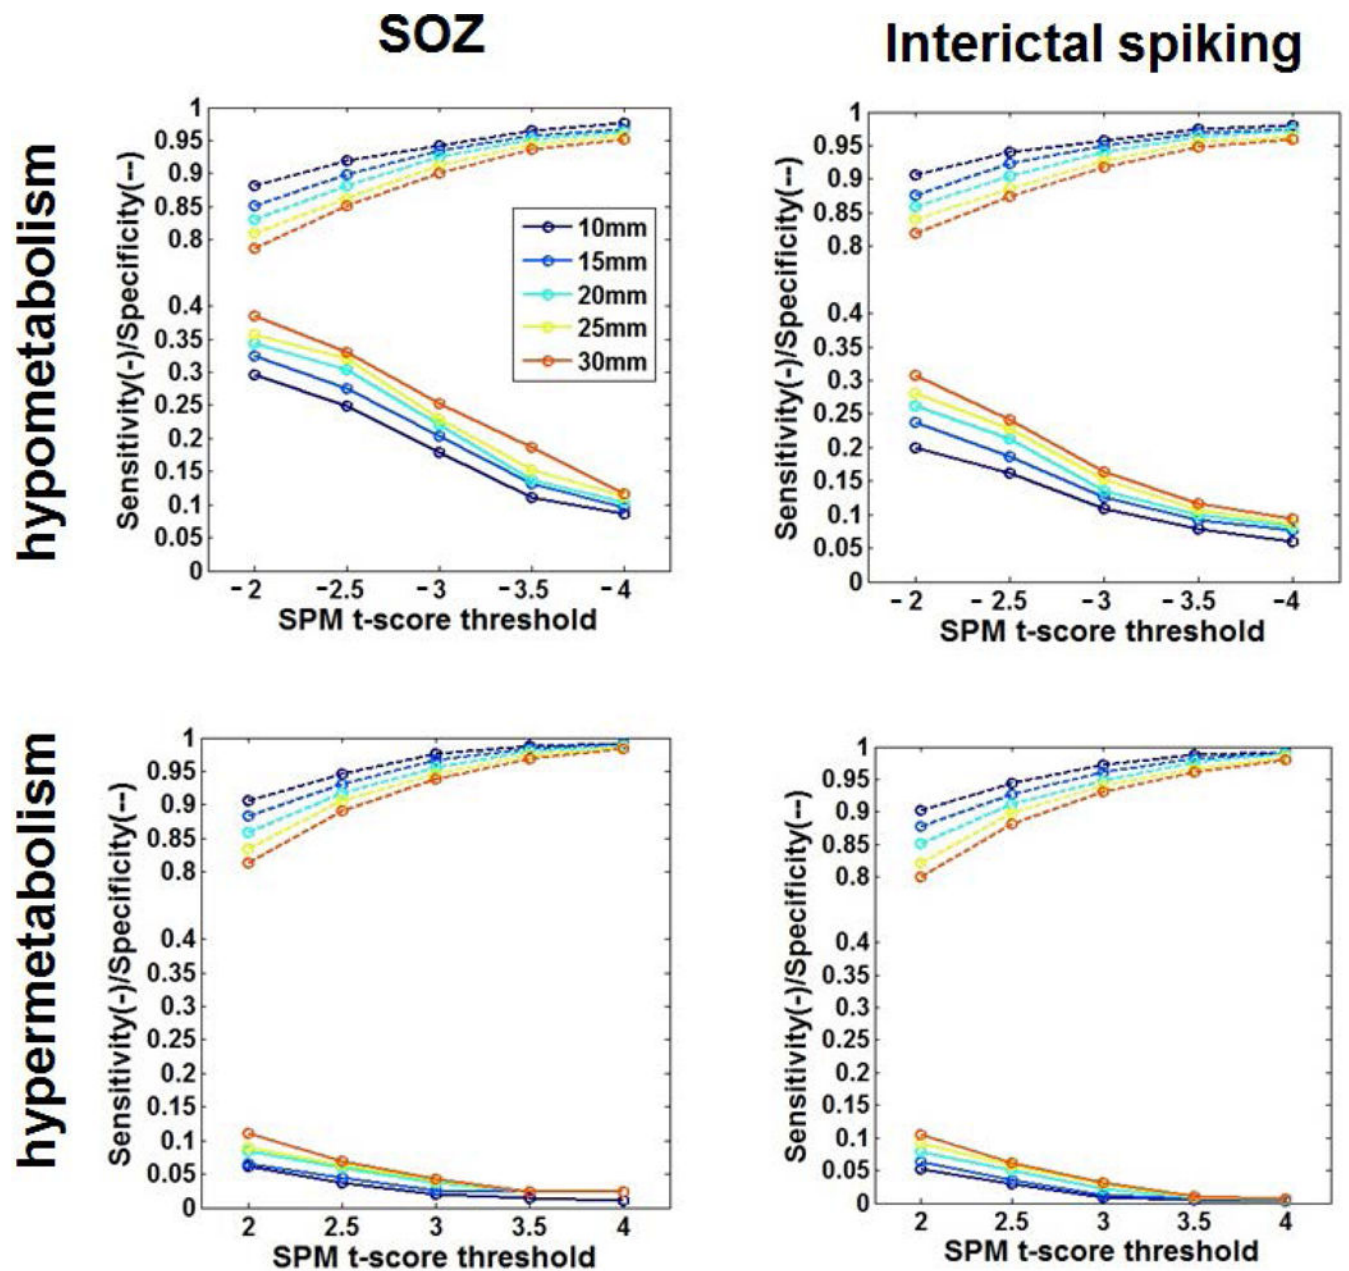 SOZ
Interictal spiking
hypometabolism
Sensitivity(-)/Specificity(--)
1
0.95
0.9
0.85
0.8
0.4
0.35
0.3
0.25
0.2
0.15
0.1
0.05
0
10mm
15mm
20mm
25mm
30mm
-2 -2.5 -3 -3.5 -4
SPM t-score threshold
Sensitivity(-)/Specificity(--)
1
0.95
0.9
0.85
0.8
0.4
0.35
0.3
0.25
0.2
0.15
0.1
0.05
0
-2 -2.5 -3 -3.5 -4
SPM t-score threshold
hypermetabolism
Sensitivity(-)/Specificity(--)
1
0.95
0.9
0.85
0.8
0.4
0.35
0.3
0.25
0.2
0.15
0.1
0.05
0
2 2.5 3 3.5 4
SPM t-score threshold
Sensitivity(-)/Specificity(--)
1
0.95
0.9
0.85
0.8
0.4
0.35
0.3
0.25
0.2
0.15
0.1
0.05
0
2 2.5 3 3.5 4
SPM t-score threshold